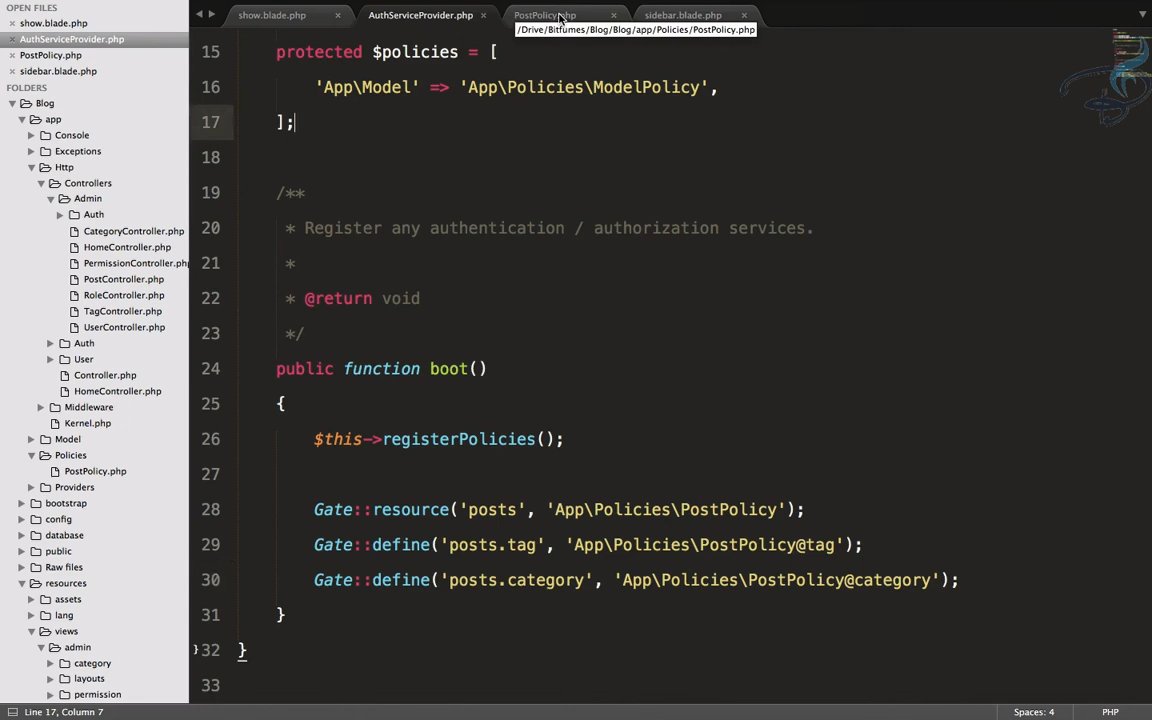 OPEN FILES
show.blade.php
AuthServiceProvider.php
PostPolicy.php
sidebar.blade.php
FOLDERS
Blog
app
Console
Exceptions
Http
Controllers
Admin
Auth
CategoryController.php
HomeController.php
PermissionController.php
PostController.php
RoleController.php
TagController.php
UserController.php
Auth
User
Controller.php
HomeController.php
Middleware
Kernel.php
Model
Policies
PostPolicy.php
Providers
bootstrap
config
database
public
Raw files
resources
assets
lang
views
admin
category
layouts
permission
show.blade.php AuthServiceProvider.php PostPolicy.php sidebar.blade.php
/Drive/Bitfumes/Blog/Blog/app/Policies/PostPolicy.php
15 protected $policies = [
16 'App\Model' => 'App\Policies\ModelPolicy',
17 ];
18
19 /**
20 * Register any authentication / authorization services.
21 *
22 * @return void
23 */
24 public function boot()
25 {
26 $this->registerPolicies();
27
28 Gate::resource('posts', 'App\Policies\PostPolicy');
29 Gate::define('posts.tag', 'App\Policies\PostPolicy@tag');
30 Gate::define('posts.category', 'App\Policies\PostPolicy@category');
31 }
32 }
33
Line 17, Column 7 Spaces: 4 PHP